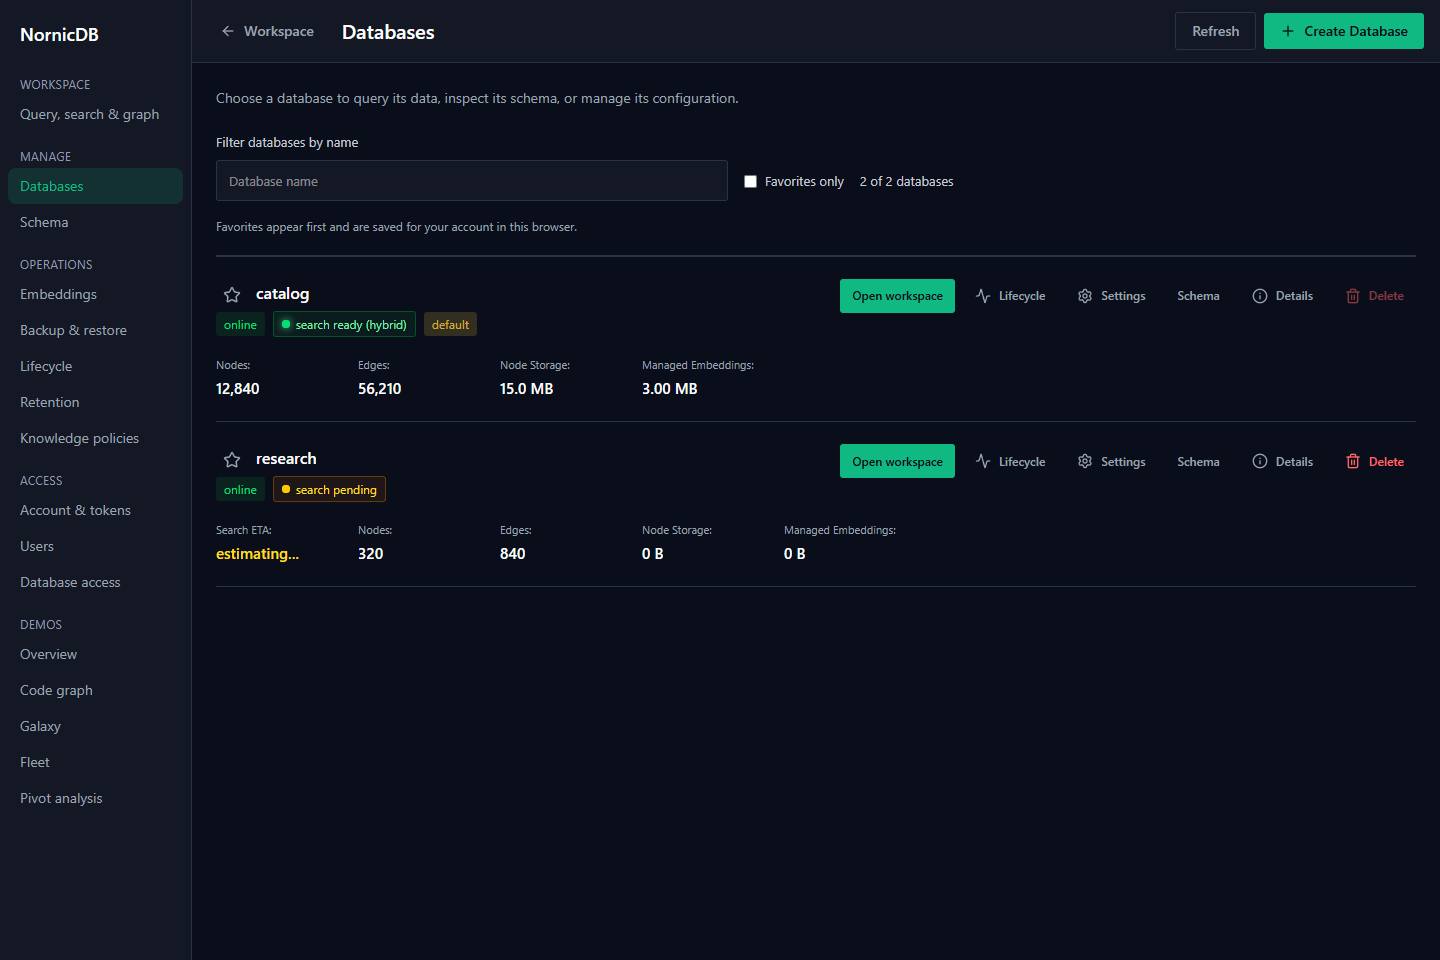 NornicDB
WORKSPACE
Query, search & graph
MANAGE
Databases
Schema
OPERATIONS
Embeddings
Backup & restore
Lifecycle
Retention
Knowledge policies
ACCESS
Account & tokens
Users
Database access
DEMOS
Overview
Code graph
Galaxy
Fleet
Pivot analysis
Workspace
Databases
Refresh
Create Database
Choose a database to query its data, inspect its schema, or manage its configuration.
Filter databases by name
Database name
Favorites only
2 of 2 databases
Favorites appear first and are saved for your account in this browser.
catalog
Open workspace
Lifecycle
Settings
Schema
Details
Delete
online
search ready (hybrid)
default
Nodes:
12,840
Edges:
56,210
Node Storage:
15.0 MB
Managed Embeddings:
3.00 MB
research
Open workspace
Lifecycle
Settings
Schema
Details
Delete
online
search pending
Search ETA:
estimating...
Nodes:
320
Edges:
840
Node Storage:
0 B
Managed Embeddings:
0 B